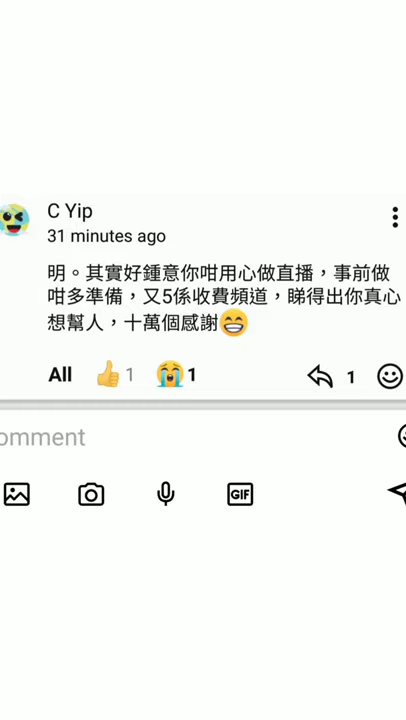 C Yip
31 minutes ago
明。其實好鍾意你咁用心做直播，事前做
咁多準備，又5係收費頻道，睇得出你真心
想幫人，十萬個感謝😁
All 👍 1 😭 1 1
omment
GIF